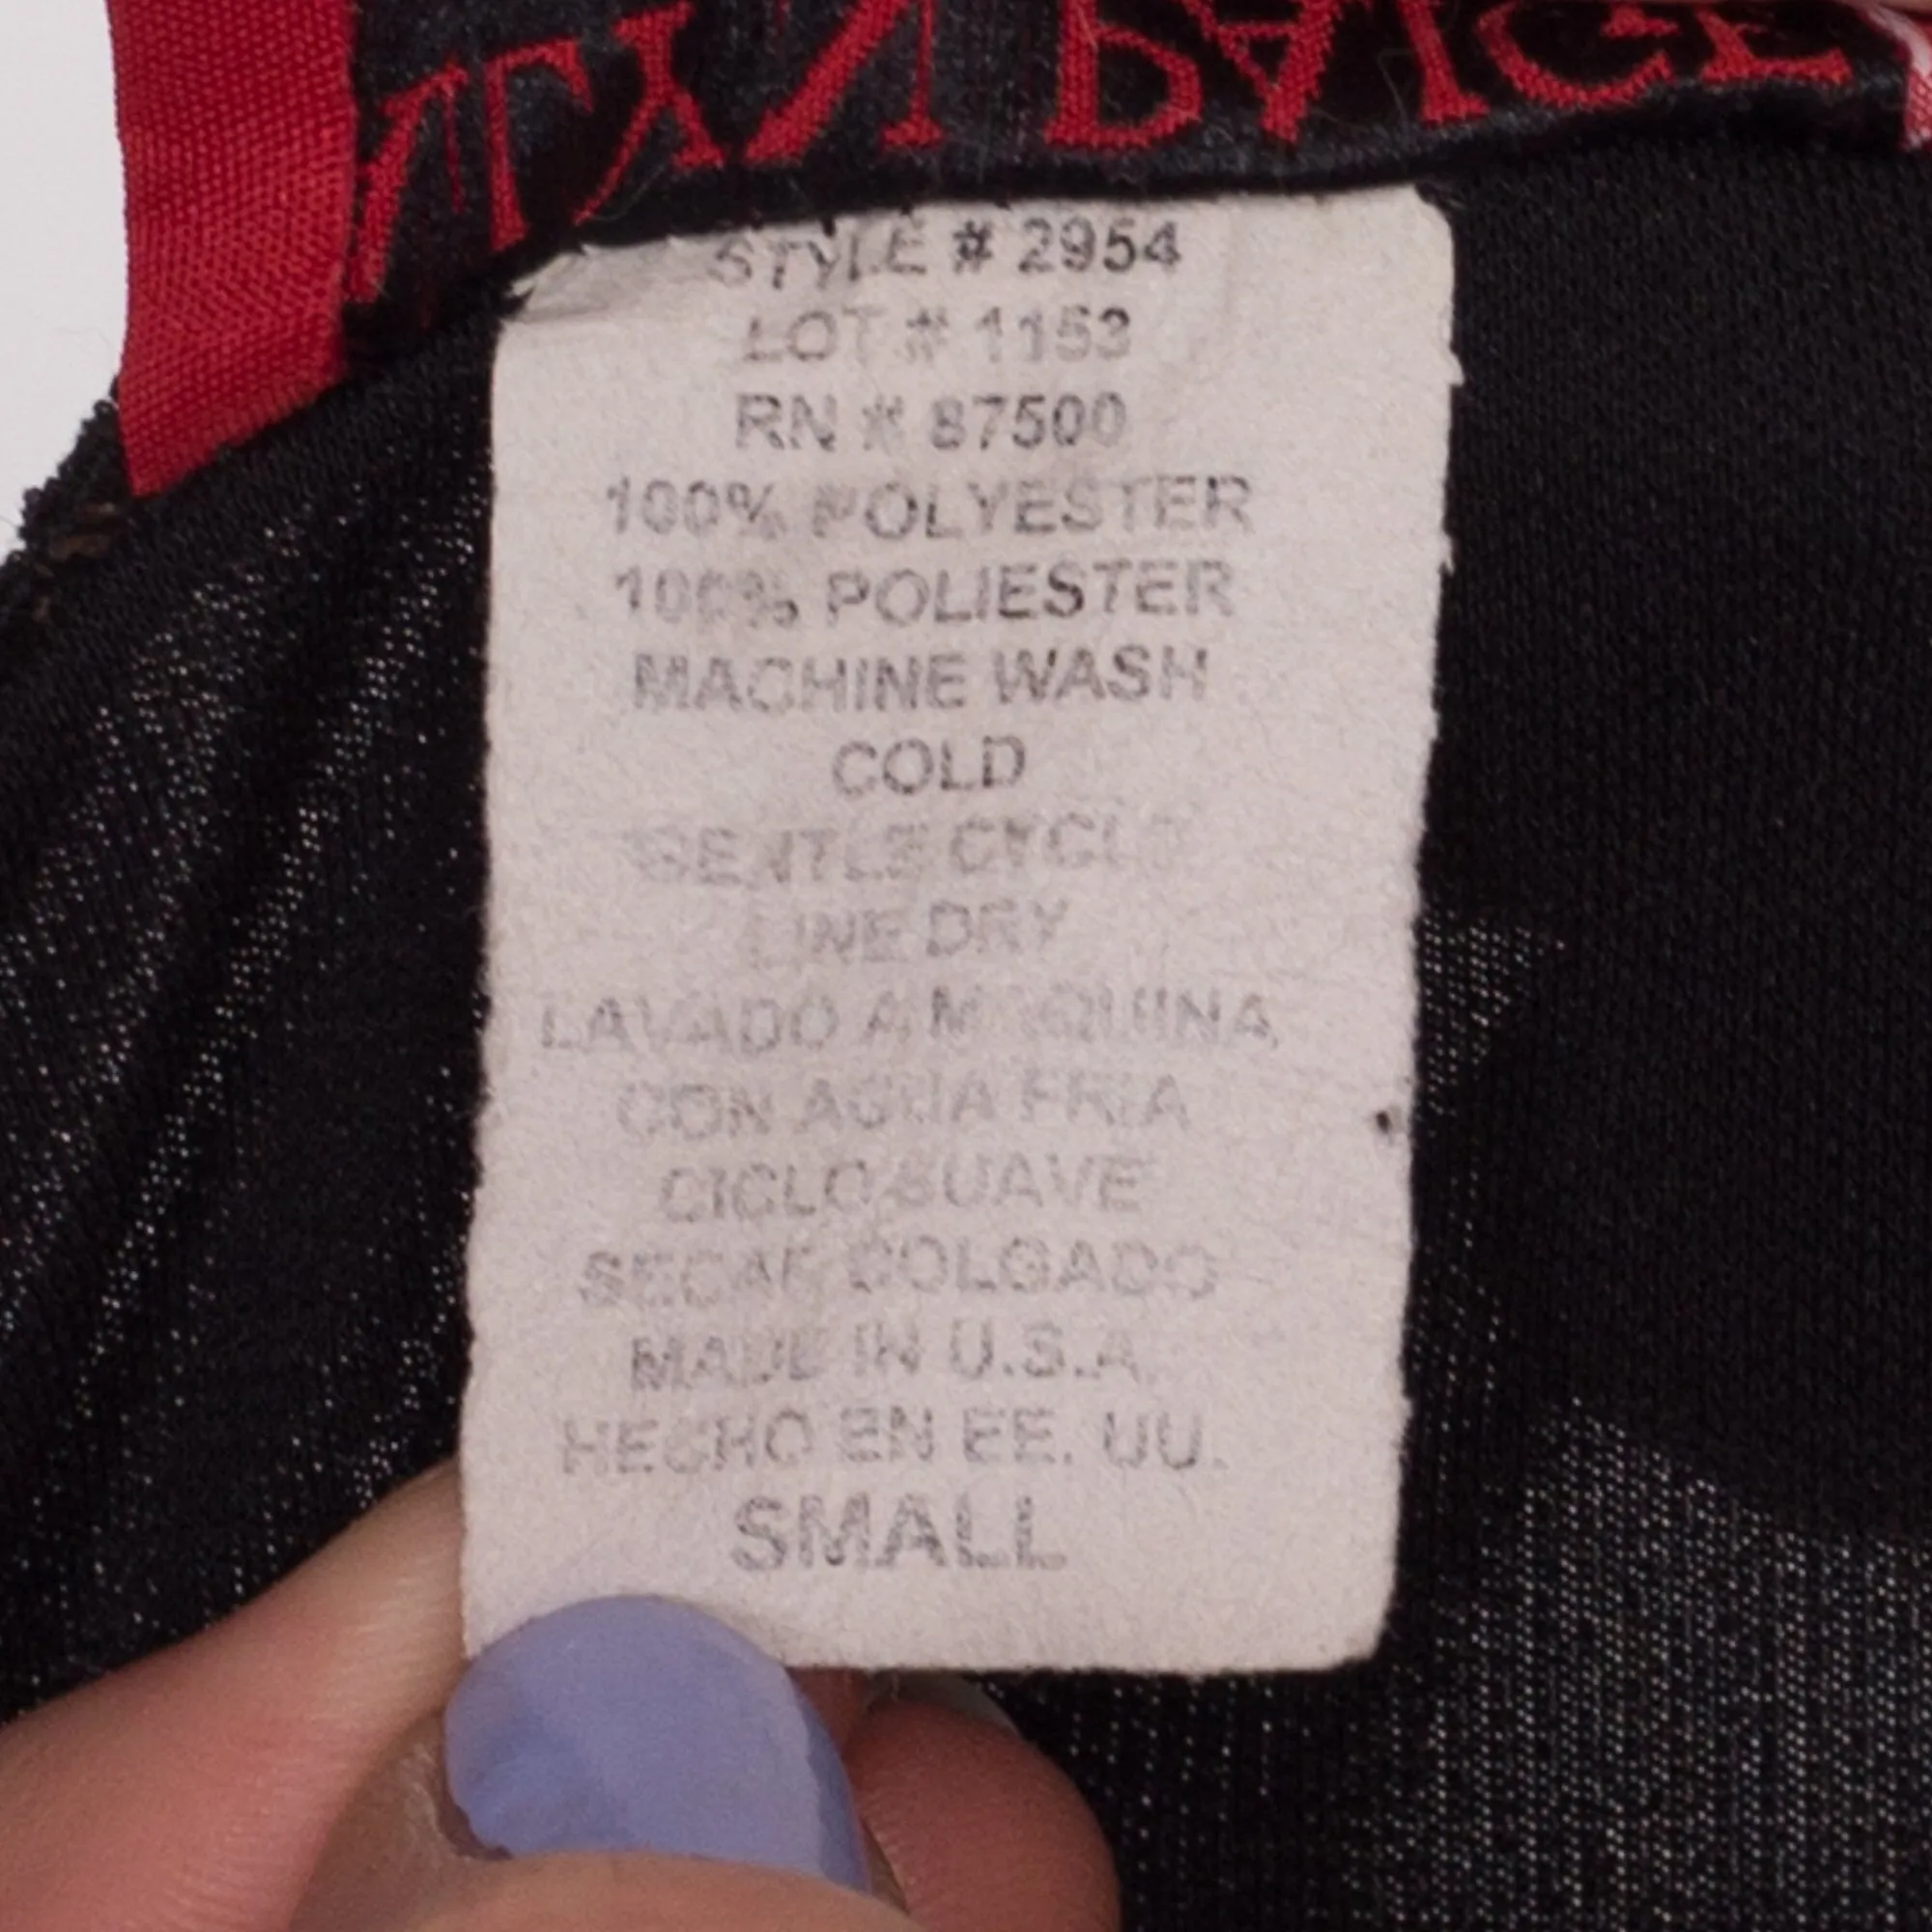 PAIGE
STYLE # 2954
LOT # 1153
RN # 87500
100% POLYESTER
100% POLIESTER
MACHINE WASH
COLD
GENTLE CYCLE
LINE DRY
LAVADO A MAQUINA
CON AGUA FRIA
CICLO SUAVE
SECAR COLGADO
MADE IN U.S.A.
HECHO EN EE. UU.
SMALL